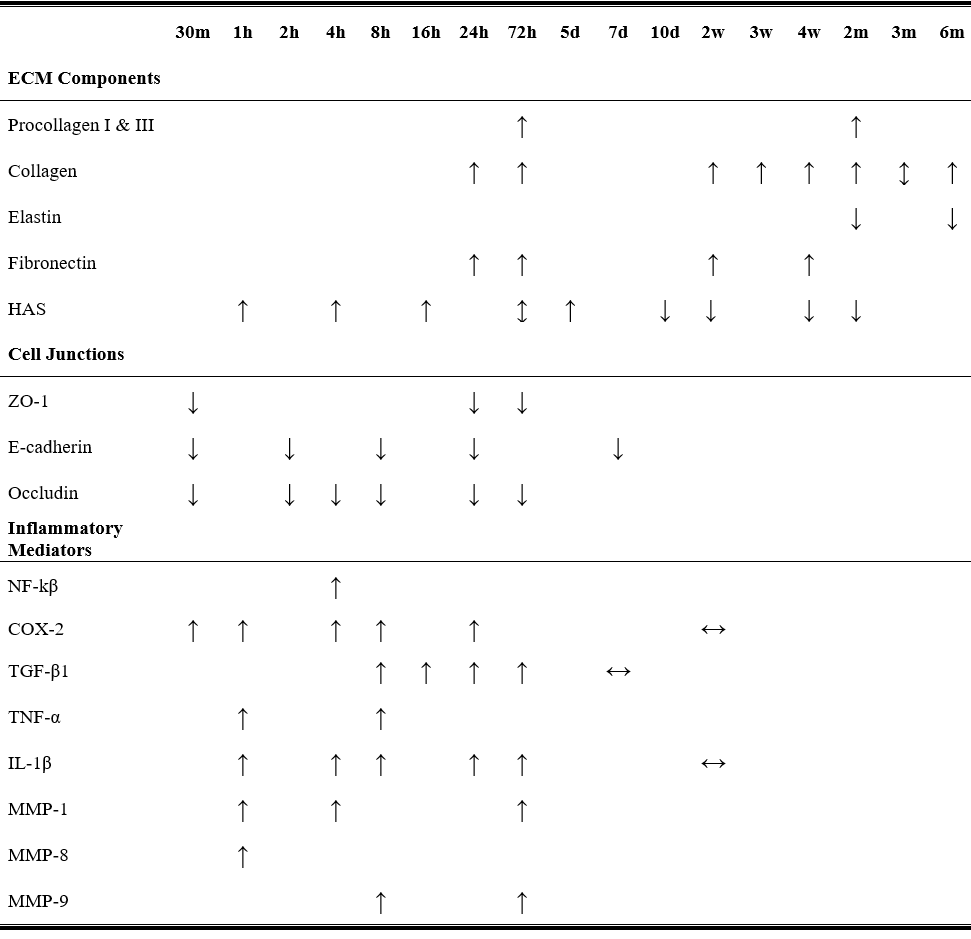 30m 1h 2h 4h 8h 16h 24h 72h 5d 7d 10d 2w 3w 4w 2m 3m 6m
ECM Components
Procollagen I & III ↑ ↑
Collagen ↑ ↑ ↑ ↑ ↑ ↑ ↕ ↑
Elastin ↓ ↓
Fibronectin ↑ ↑ ↑ ↑
HAS ↑ ↑ ↑ ↕ ↑ ↓ ↓ ↓ ↓
Cell Junctions
ZO-1 ↓ ↓ ↓
E-cadherin ↓ ↓ ↓ ↓ ↓
Occludin ↓ ↓ ↓ ↓ ↓ ↓
Inflammatory
Mediators
NF-kβ ↑
COX-2 ↑ ↑ ↑ ↑ ↑ ↔
TGF-β1 ↑ ↑ ↑ ↑ ↔
TNF-α ↑ ↑
IL-1β ↑ ↑ ↑ ↑ ↑ ↔
MMP-1 ↑ ↑ ↑
MMP-8 ↑
MMP-9 ↑ ↑